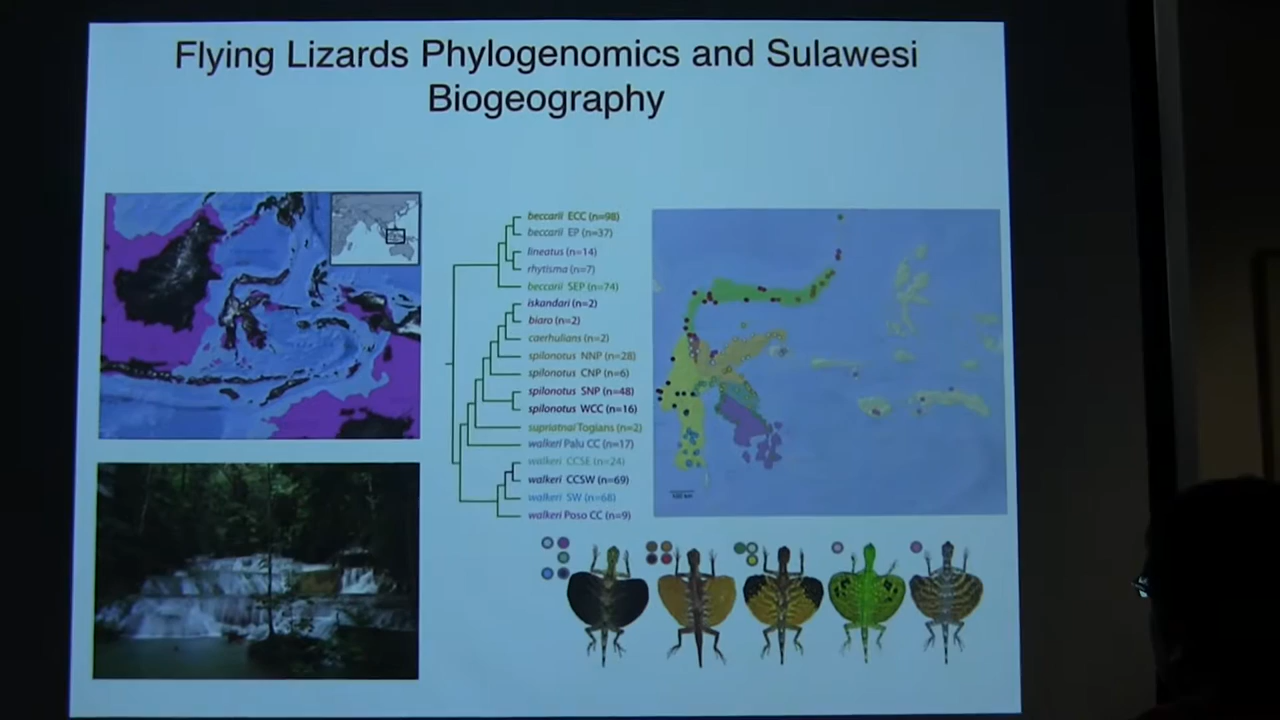 Flying Lizards Phylogenomics and Sulawesi
Biogeography
beccarii ECC (n=98)
beccarii EP (n=37)
lineatus (n=14)
rhytisma (n=7)
beccarii SEP (n=74)
iskandari (n=2)
biaro (n=2)
caerhulians (n=2)
spilonotus NNP (n=28)
spilonotus CNP (n=6)
spilonotus SNP (n=48)
spilonotus WCC (n=16)
supriatnai Togians (n=2)
walkeri Palu CC (n=17)
walkeri CCSE (n=24)
walkeri CCSW (n=69)
walkeri SW (n=68)
walkeri Poso CC (n=9)